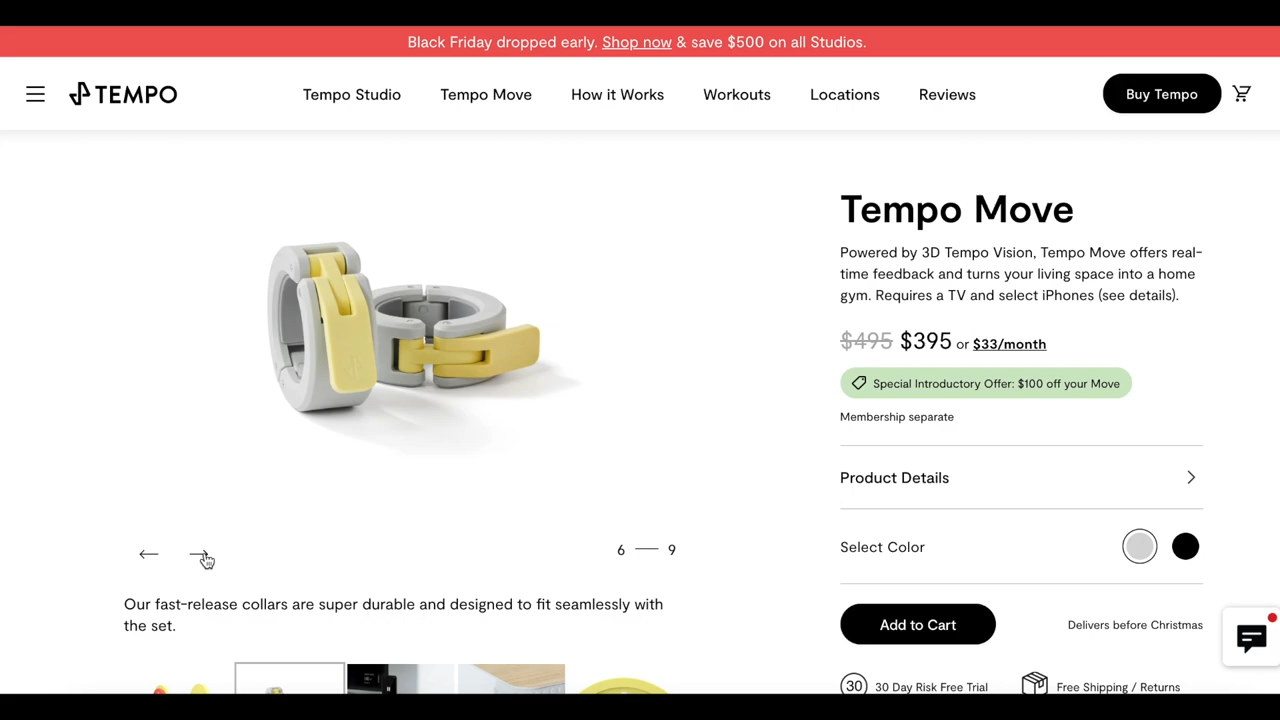 Black Friday dropped early. Shop now & save $500 on all Studios.
TEMPO
Tempo Studio
Tempo Move
How it Works
Workouts
Locations
Reviews
Buy Tempo
Tempo Move
Powered by 3D Tempo Vision, Tempo Move offers real-
time feedback and turns your living space into a home
gym. Requires a TV and select iPhones (see details).
$495 $395 or $33/month
Special Introductory Offer: $100 off your Move
Membership separate
Product Details
Select Color
6 — 9
Our fast-release collars are super durable and designed to fit seamlessly with
the set.
Add to Cart
Delivers before Christmas
30 30 Day Risk Free Trial
Free Shipping / Returns